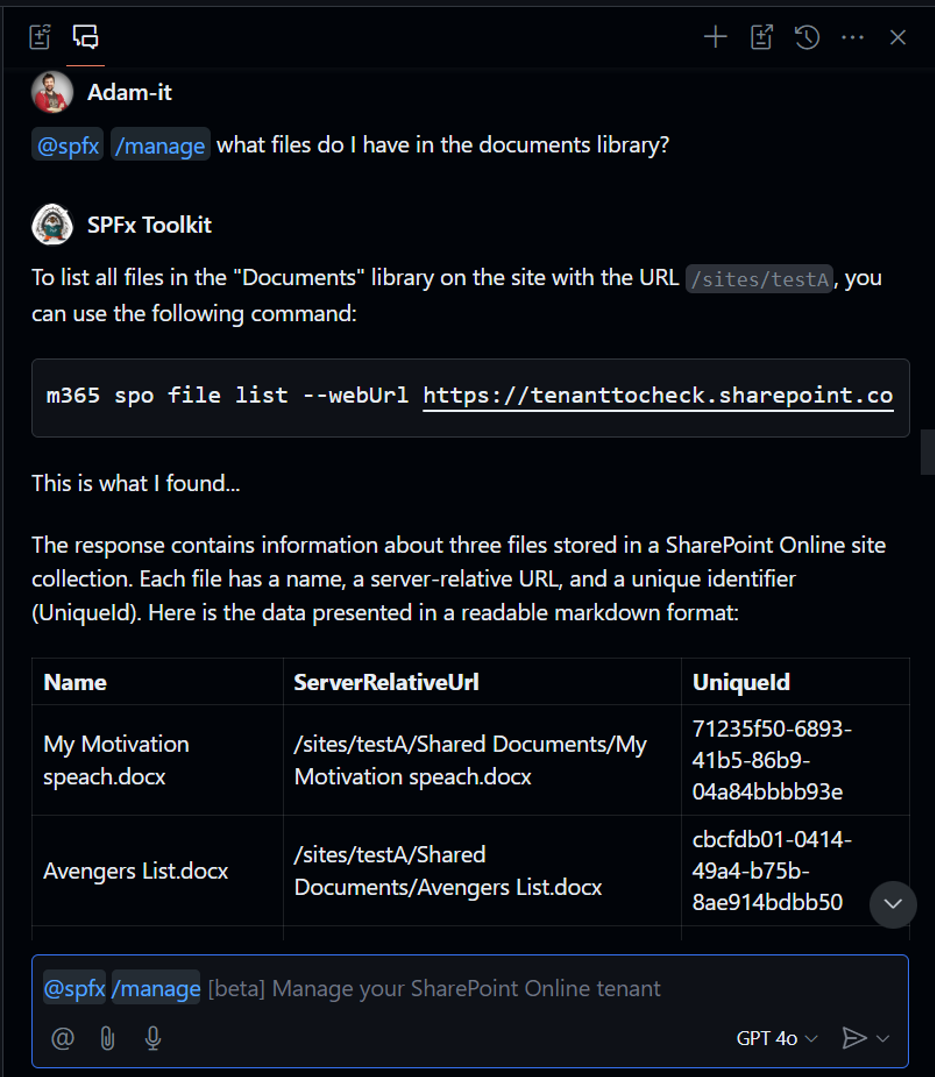 Adam-it
@spfx /manage what files do I have in the documents library?
SPFx Toolkit
To list all files in the "Documents" library on the site with the URL /sites/testA, you
can use the following command:
m365 spo file list --webUrl https://tenanttocheck.sharepoint.co
This is what I found...
The response contains information about three files stored in a SharePoint Online site
collection. Each file has a name, a server-relative URL, and a unique identifier
(UniqueId). Here is the data presented in a readable markdown format:
Name ServerRelativeUrl UniqueId
My Motivation
speach.docx
/sites/testA/Shared Documents/My
Motivation speach.docx
71235f50-6893-
41b5-86b9-
04a84bbbb93e
Avengers List.docx
/sites/testA/Shared
Documents/Avengers List.docx
cbcfdb01-0414-
49a4-b75b-
8ae914bdbb50
@spfx /manage [beta] Manage your SharePoint Online tenant
GPT 4o